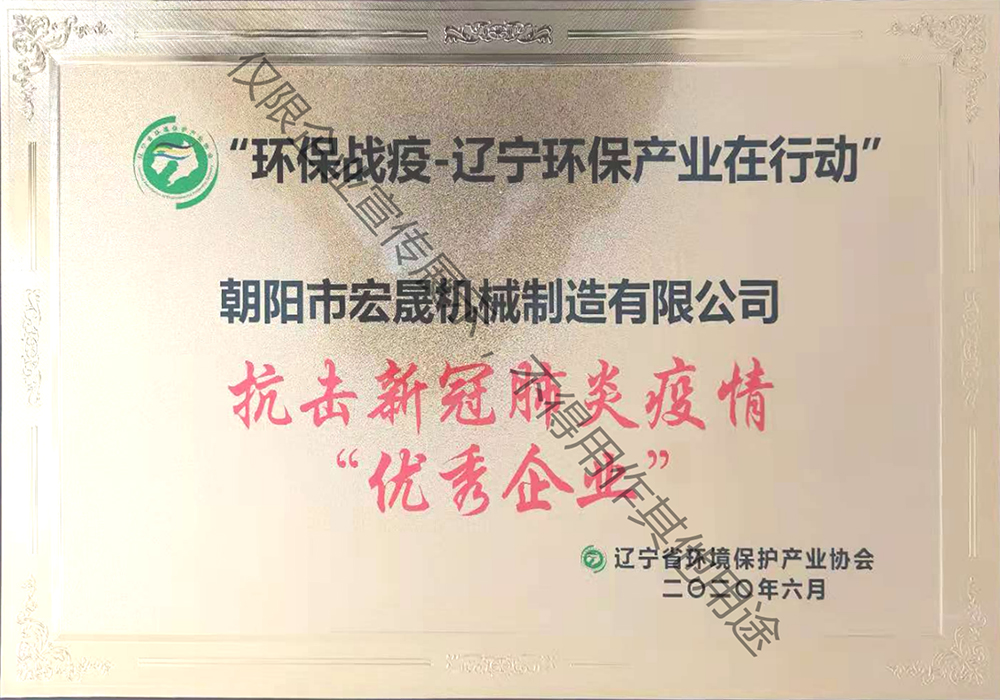 “环保战疫-辽宁环保产业在行动”
朝阳市宏晟机械制造有限公司
抗击新冠肺炎疫情
“优秀企业”
辽宁省环境保护产业协会
二〇二〇年六月
仅限企业宣传展示，不得用作其他用途